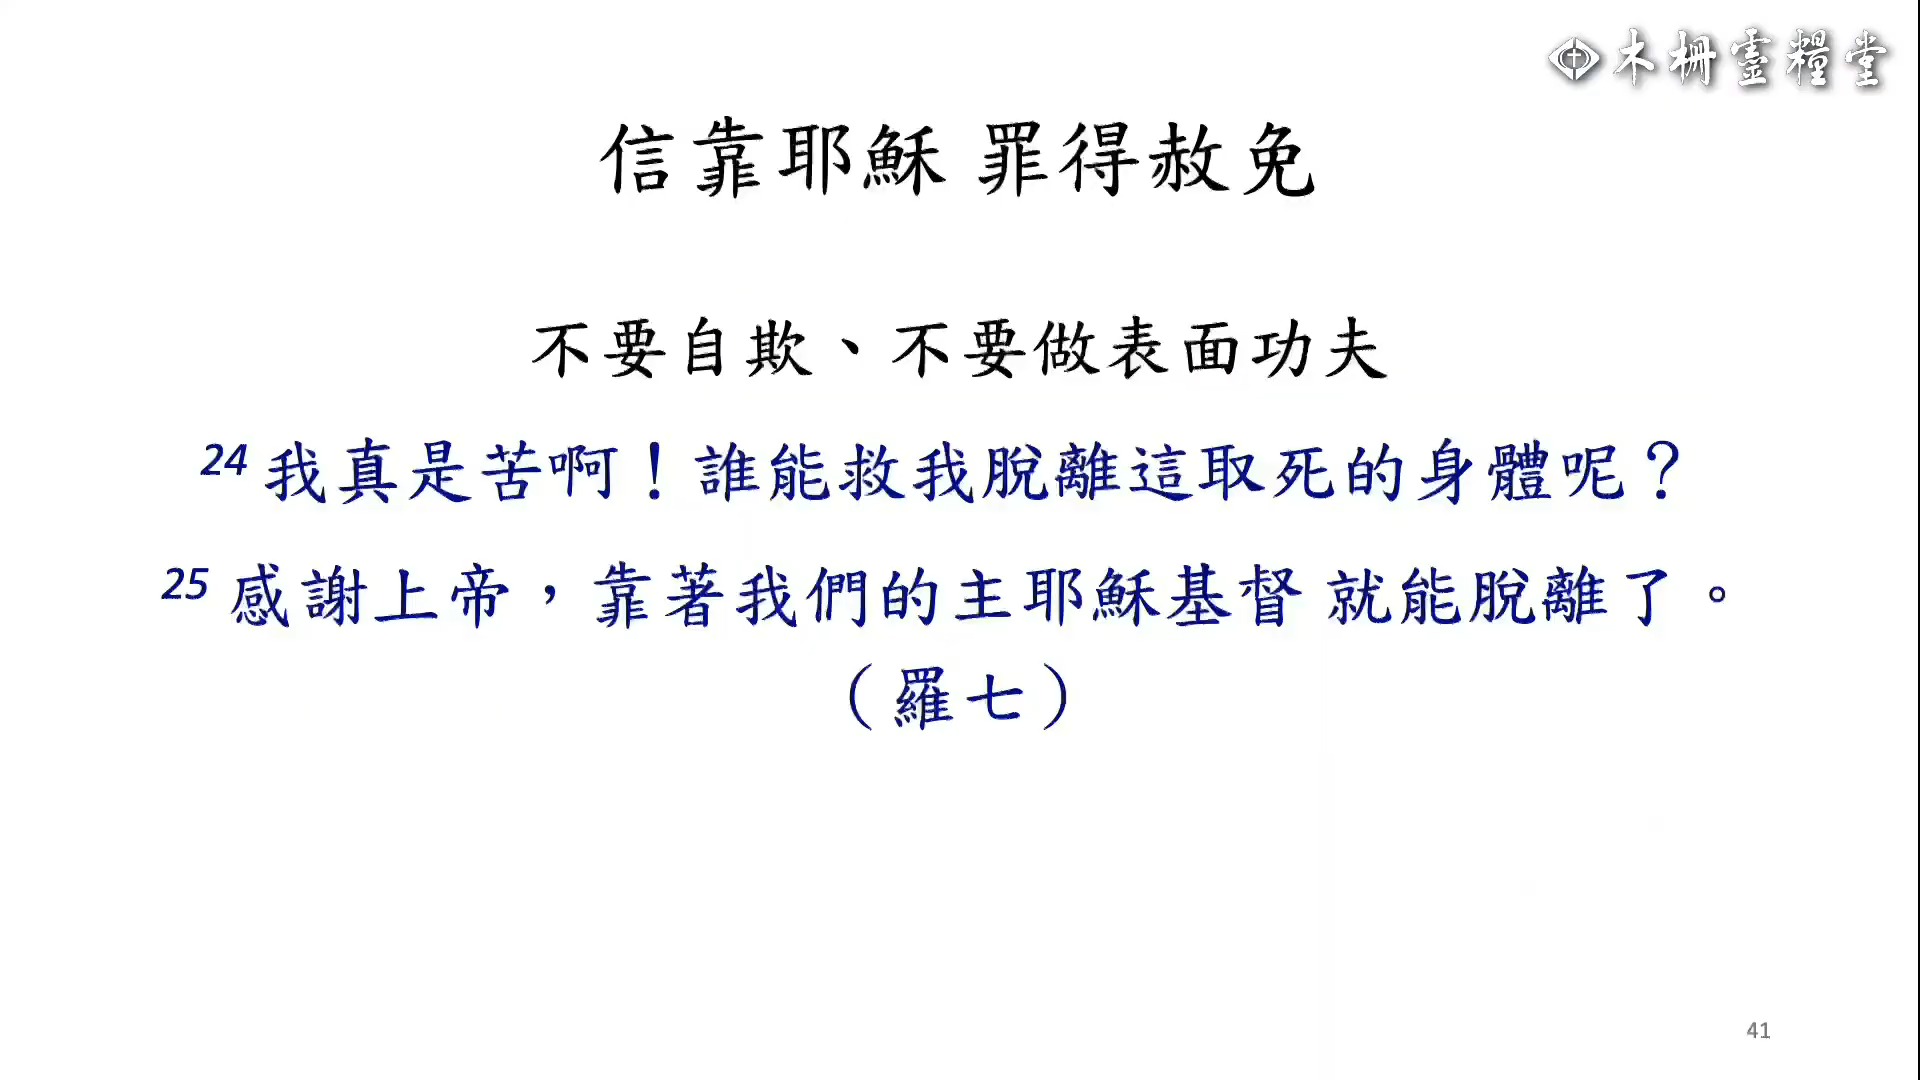 木柵靈糧堂
信靠耶穌 罪得赦免
不要自欺、不要做表面功夫
24 我真是苦啊！誰能救我脫離這取死的身體呢？
25 感謝上帝，靠著我們的主耶穌基督 就能脫離了。
（羅七）
41